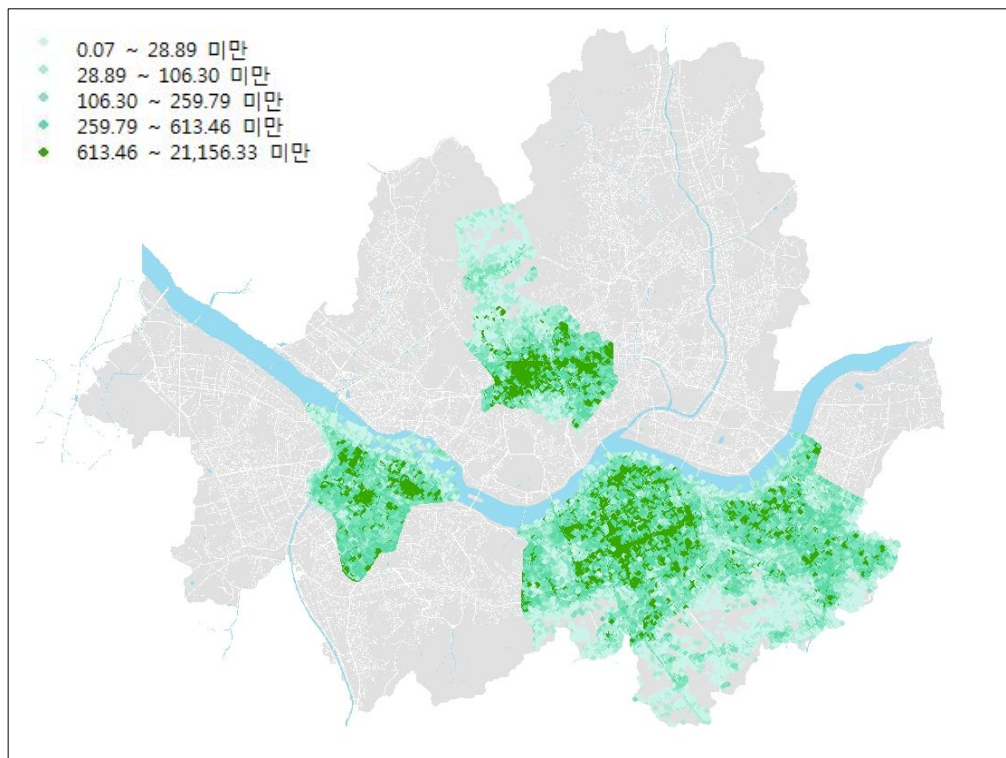 0.07 ~ 28.89 미만
28.89 ~ 106.30 미만
106.30 ~ 259.79 미만
259.79 ~ 613.46 미만
613.46 ~ 21,156.33 미만